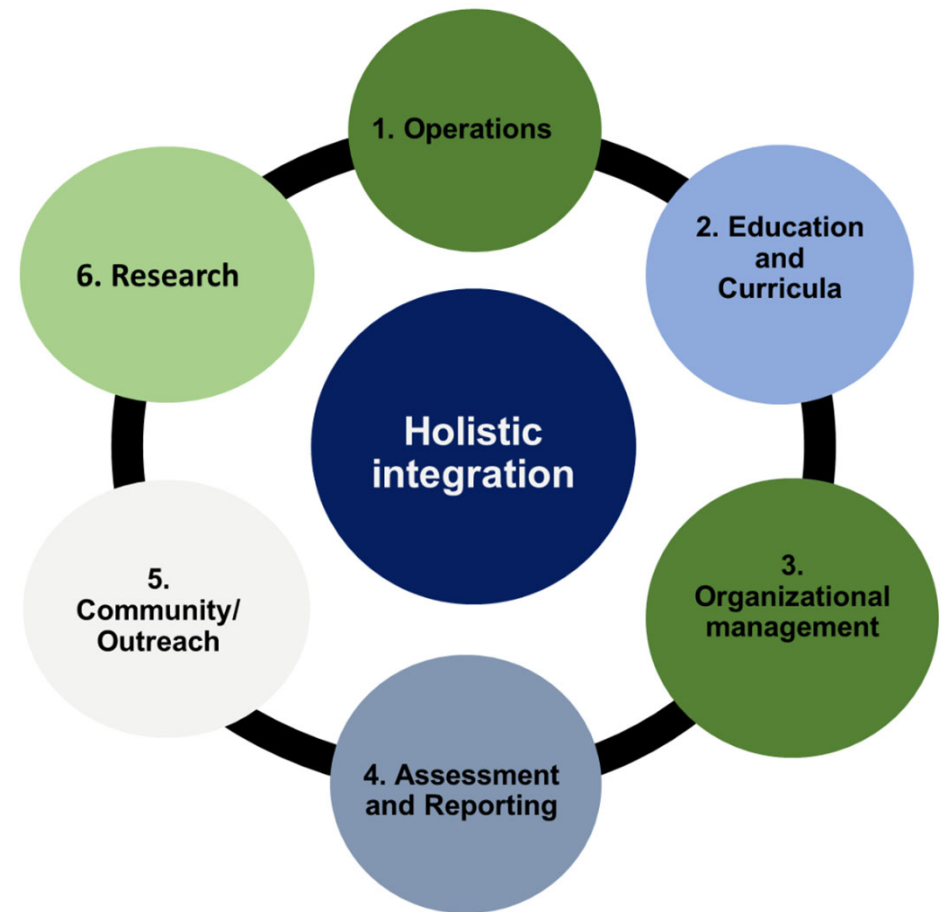 1. Operations
2. Education
and
Curricula
3.
Organizational
management
4. Assessment
and Reporting
5.
Community/
Outreach
6. Research
Holistic
integration